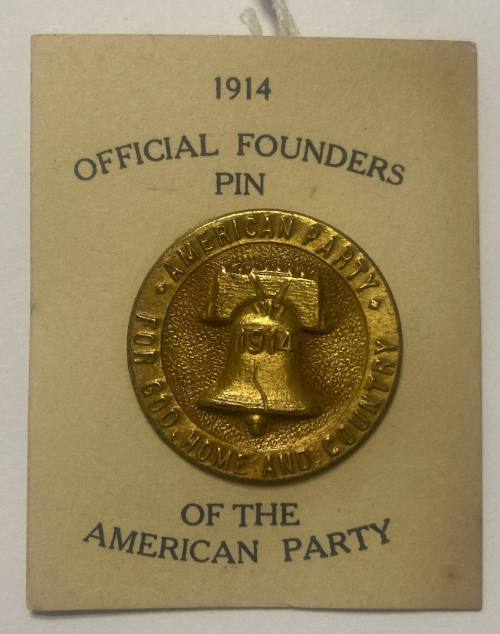 1914
OFFICIAL FOUNDERS
PIN
AMERICAN PARTY
1914
FOR GOD, HOME AND COUNTRY
OF THE
AMERICAN PARTY